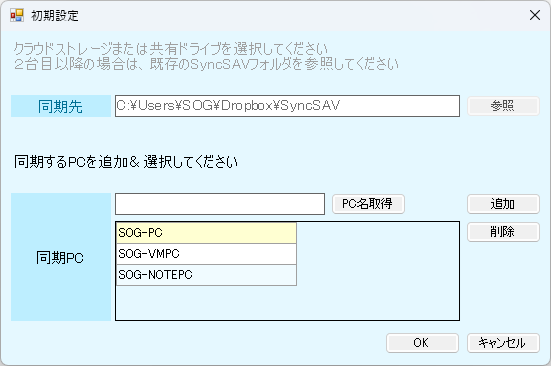 初期設定
クラウドストレージまたは共有ドライブを選択してください
2台目以降の場合は、既存のSyncSAVフォルダを参照してください
同期先
C:¥Users¥SOG¥Dropbox¥SyncSAV
参照
同期するPCを追加& 選択してください
PC名取得
追加
同期PC
SOG-PC
削除
SOG-VMPC
SOG-NOTEPC
OK
キャンセル